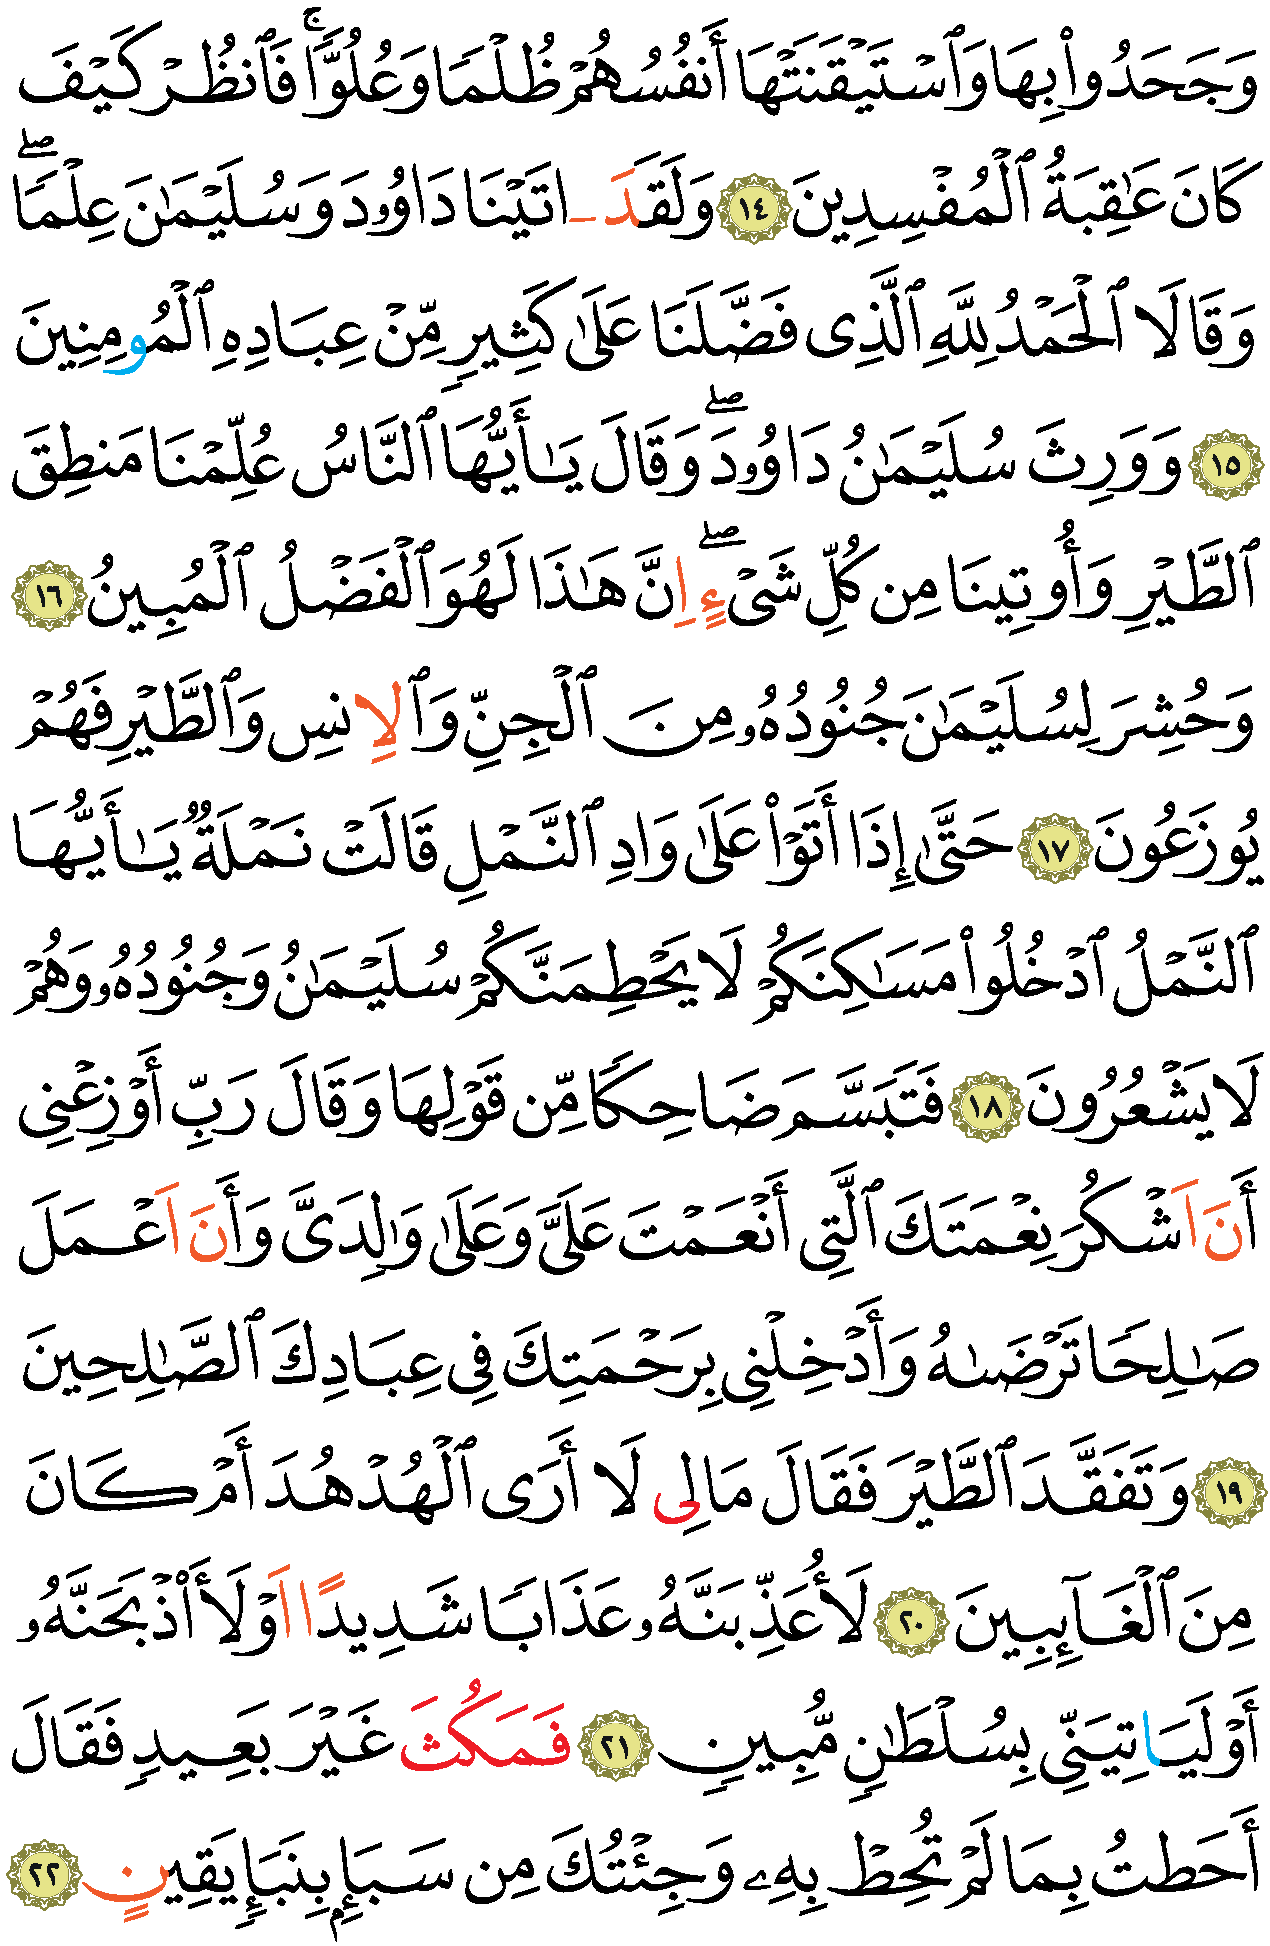 وَجَحَدُواْ بِهَا وَٱسْتَيْقَنَتْهَا أَنفُسُهُمْ ظُلْمًا وَعُلُوًّاۚ فَٱنظُرْ كَيْفَ
كَانَ عَٰقِبَةُ ٱلْمُفْسِدِينَ ١٤ وَلَقَدَ ـ اتَيْنَا دَاوُۥدَ وَسُلَيْمَٰنَ عِلْمًاۖ
وَقَالَا ٱلْحَمْدُ لِلَّهِ ٱلَّذِى فَضَّلَنَا عَلَىٰ كَثِيرٍ مِّنْ عِبَادِهِ ٱلْمُومِنِينَ
١٥ وَوَرِثَ سُلَيْمَٰنُ دَاوُۥدَۖ وَقَالَ يَٰأَيُّهَا ٱلنَّاسُ عُلِّمْنَا مَنطِقَ
ٱلطَّيْرِ وَأُوتِينَا مِن كُلِّ شَىْءٍۖ اِنَّ هَٰذَا لَهُوَ ٱلْفَضْلُ ٱلْمُبِينُ ١٦
وَحُشِرَ لِسُلَيْمَٰنَ جُنُودُهُۥ مِنَ ٱلْجِنِّ وَٱلِانسِ وَٱلطَّيْرِ فَهُمْ
يُوزَعُونَ ١٧ حَتَّىٰ إِذَا أَتَوْاْ عَلَىٰ وَادِ ٱلنَّمْلِ قَالَتْ نَمْلَةٌ يَٰأَيُّهَا
ٱلنَّمْلُ ٱدْخُلُواْ مَسَٰكِنَكُمْ لَا يَحْطِمَنَّكُمْ سُلَيْمَٰنُ وَجُنُودُهُۥ وَهُمْ
لَا يَشْعُرُونَ ١٨ فَتَبَسَّمَ ضَاحِكًا مِّن قَوْلِهَا وَقَالَ رَبِّ أَوْزِعْنِى
أَنَ اَشْكُرَ نِعْمَتَكَ ٱلَّتِى أَنْعَمْتَ عَلَىَّ وَعَلَىٰ وَٰلِدَىَّ وَأَنَ اَعْمَلَ
صَٰلِحًا تَرْضَىٰهُ وَأَدْخِلْنِى بِرَحْمَتِكَ فِى عِبَادِكَ ٱلصَّٰلِحِينَ
١٩ وَتَفَقَّدَ ٱلطَّيْرَ فَقَالَ مَا لِى لَا أَرَى ٱلْهُدْهُدَ أَمْ كَانَ
مِنَ ٱلْغَآئِبِينَ ٢٠ لَأُعَذِّبَنَّهُۥ عَذَابًا شَدِيدًا اَوْ لَأَاْذْبَحَنَّهُۥ
أَوْ لَيَاتِيَنِّى بِسُلْطَٰنٍ مُّبِينٍ ٢١ فَمَكُثَ غَيْرَ بَعِيدٍ فَقَالَ
أَحَطتُ بِمَا لَمْ تُحِطْ بِهِۦ وَجِئْتُكَ مِن سَبَإٍۭ بِنَبَإٍ يَقِينٍ ٢٢